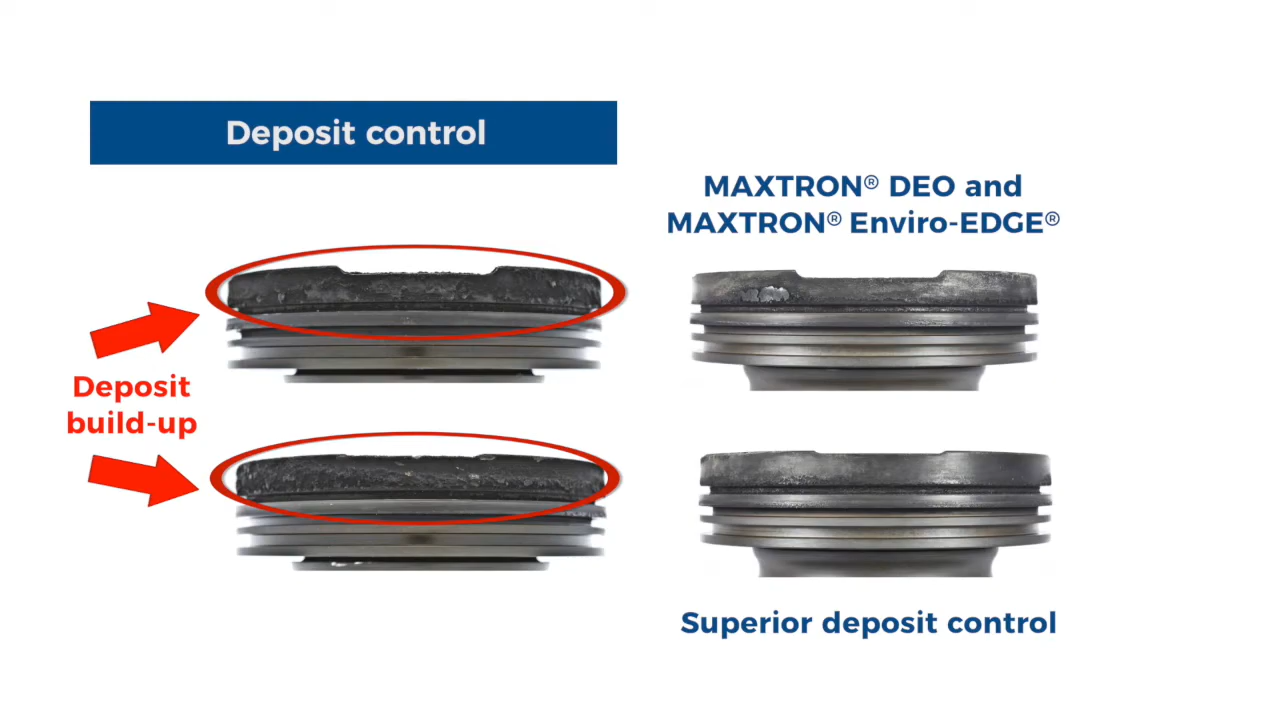 Deposit control
MAXTRON® DEO and
MAXTRON® Enviro-EDGE®
Deposit
build-up
Superior deposit control